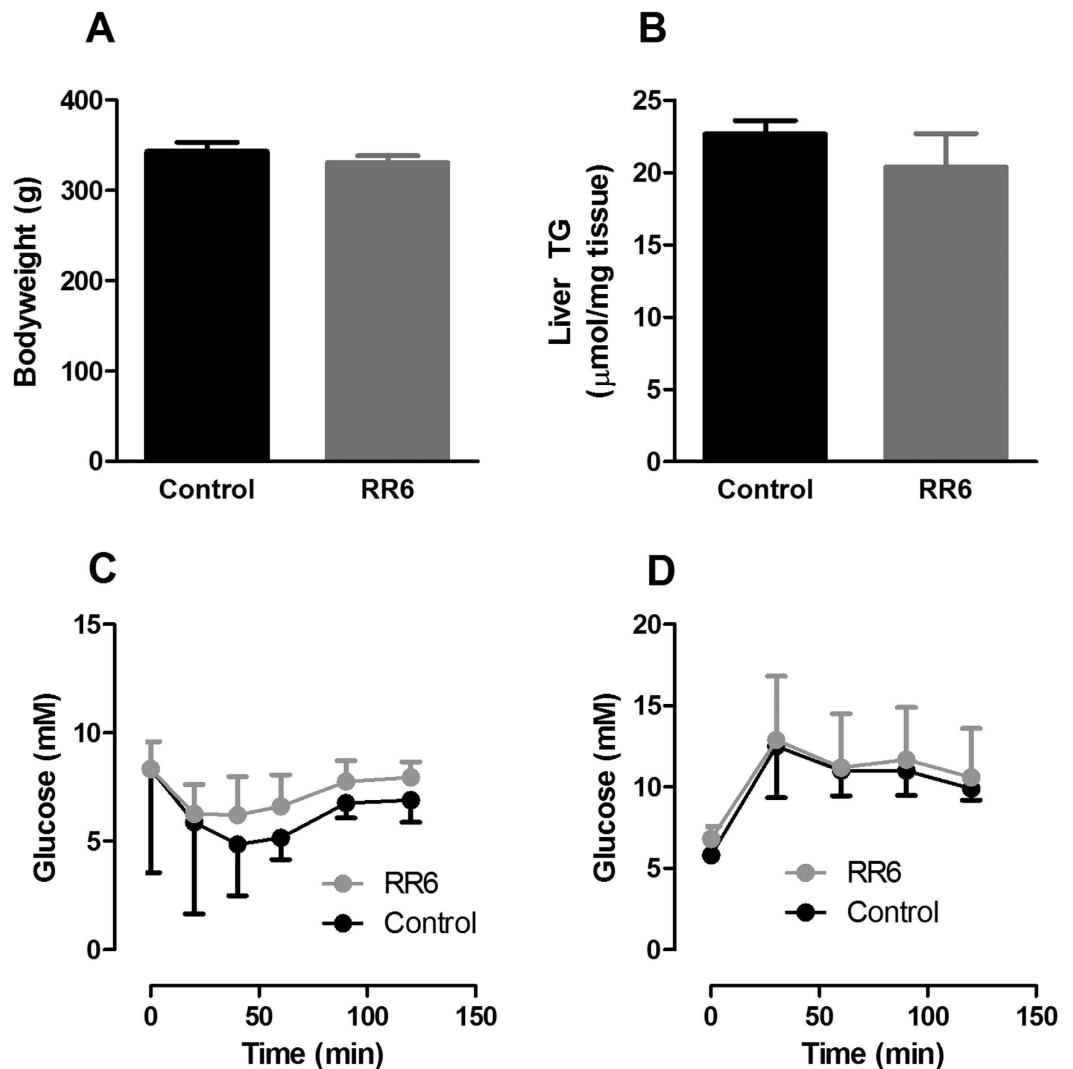 A
Bodyweight (g)
400
300
200
100
0
Control RR6
B
Liver TG
(μmol/mg tissue)
25
20
15
10
5
0
Control RR6
C
Glucose (mM)
15
10
5
0
RR6
Control
0 50 100 150
Time (min)
D
Glucose (mM)
20
15
10
5
0
RR6
Control
0 50 100 150
Time (min)